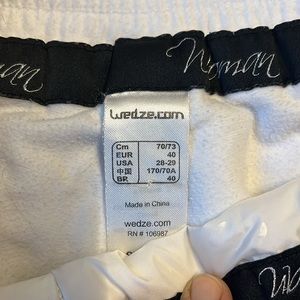 Woman
wedze.com
Cm 70/73
EUR 40
USA 28-29
中国 170/70A
BR 40
Made in China
wedze.com
RN # 106987